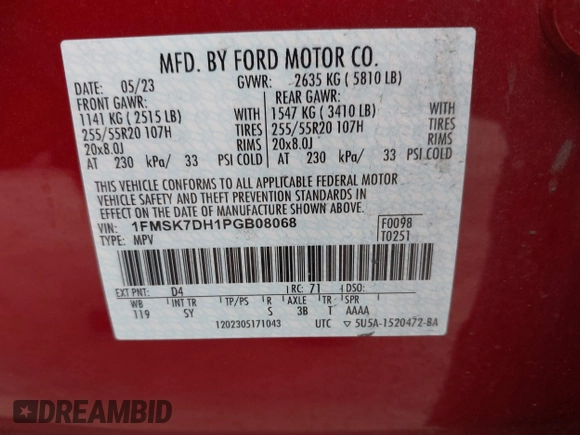 MFD. BY FORD MOTOR CO.
DATE: 05/23 GVWR: 2635 KG ( 5810 LB)
FRONT GAWR: REAR GAWR:
1141 KG ( 2515 LB) WITH 1547 KG ( 3410 LB) WITH
255/55R20 107H TIRES 255/55R20 107H TIRES
20x8.0J RIMS 20x8.0J RIMS
AT 230 kPa/ 33 PSI COLD AT 230 kPa/ 33 PSI COLD
THIS VEHICLE CONFORMS TO ALL APPLICABLE FEDERAL MOTOR
VEHICLE SAFETY AND BUMPER STANDARDS IN
EFFECT ON THE DATE OF MANUFACTURE SHOWN ABOVE.
VIN: 1FMSK7DH1PGB08068 F0098
TYPE: MPV T0251
EXT PNT: D4 RC: 71 DSO:
WB INT TR TP/PS R AXLE TR SPR
119 SY S 3B T AAAA
1202305171043 UTC ▽ 5U5A-1520472-BA
DREAMBID